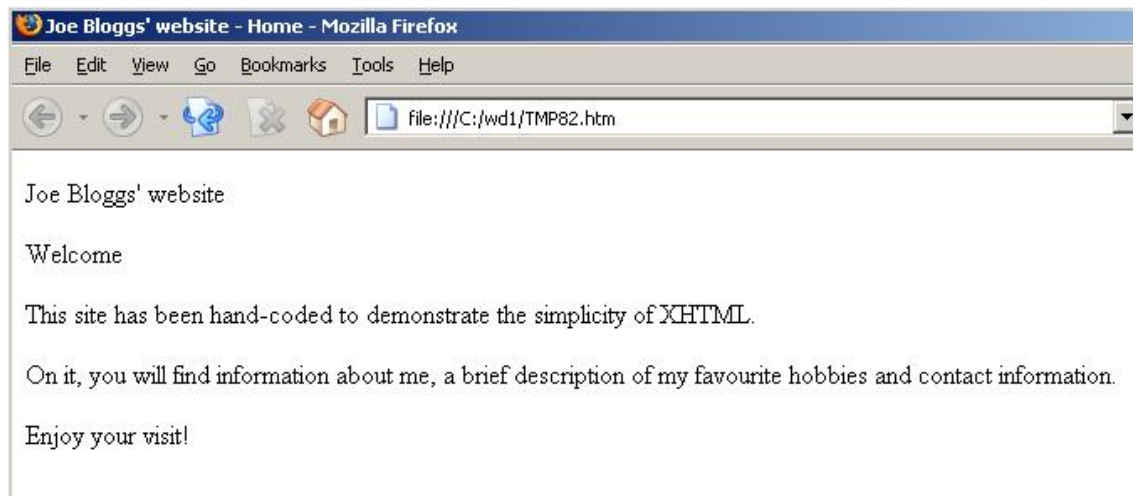 Joe Bloggs' website - Home - Mozilla Firefox
File Edit View Go Bookmarks Tools Help
file:///C:/wd1/TMP82.htm
Joe Bloggs' website
Welcome
This site has been hand-coded to demonstrate the simplicity of XHTML.
On it, you will find information about me, a brief description of my favourite hobbies and contact information.
Enjoy your visit!